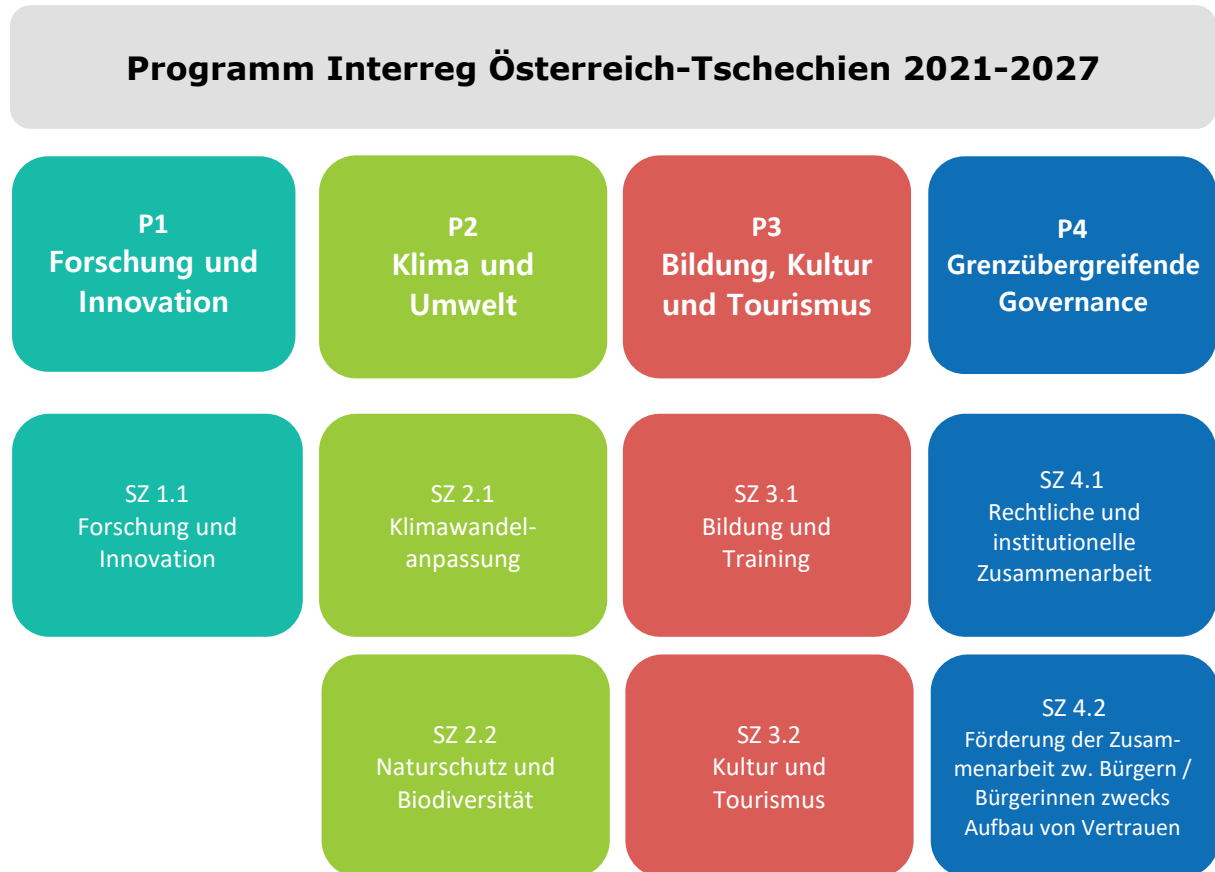 Programm Interreg Österreich-Tschechien 2021-2027
P1
Forschung und
Innovation
P2
Klima und
Umwelt
P3
Bildung, Kultur
und Tourismus
P4
Grenzübergreifende
Governance
SZ 1.1
Forschung und
Innovation
SZ 2.1
Klimawandel-
anpassung
SZ 3.1
Bildung und
Training
SZ 4.1
Rechtliche und
institutionelle
Zusammenarbeit
SZ 2.2
Naturschutz und
Biodiversität
SZ 3.2
Kultur und
Tourismus
SZ 4.2
Förderung der Zusam-
menarbeit zw. Bürgern /
Bürgerinnen zwecks
Aufbau von Vertrauen